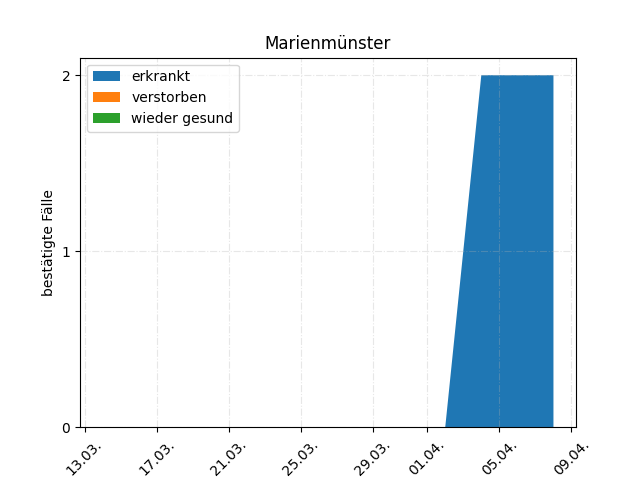 Marienmünster
erkrankt
verstorben
wieder gesund
bestätigte Fälle
2
1
0
13.03.
17.03.
21.03.
25.03.
29.03.
01.04.
05.04.
09.04.